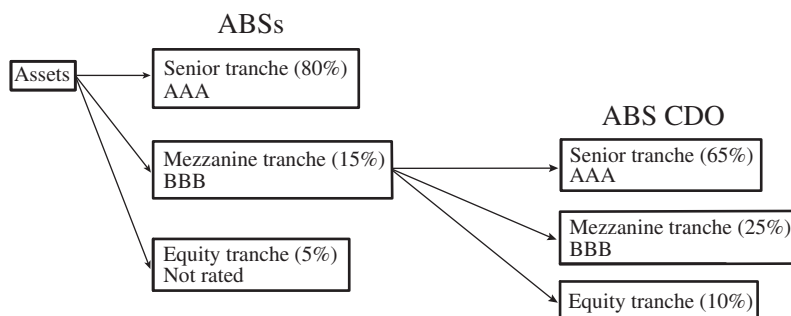 ABSs
Assets
Senior tranche (80%)
AAA
Mezzanine tranche (15%)
BBB
Equity tranche (5%)
Not rated
ABS CDO
Senior tranche (65%)
AAA
Mezzanine tranche (25%)
BBB
Equity tranche (10%)